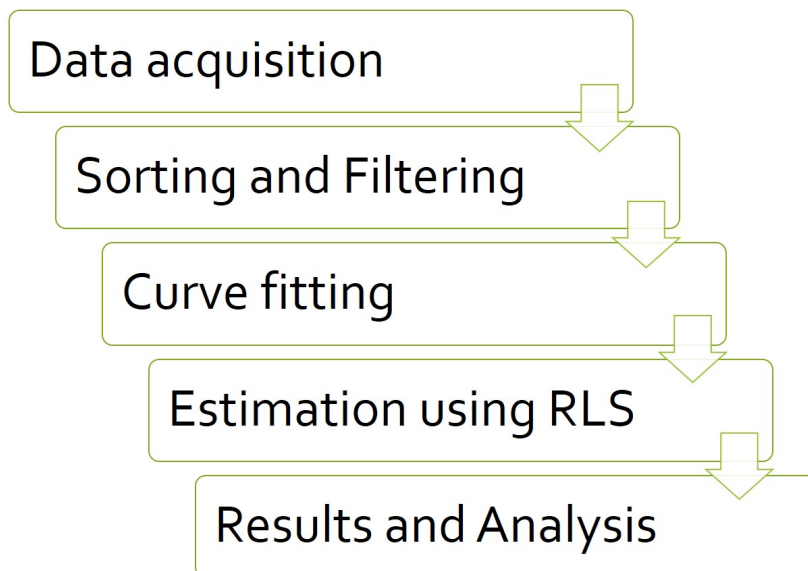 Data acquisition
Sorting and Filtering
Curve fitting
Estimation using RLS
Results and Analysis